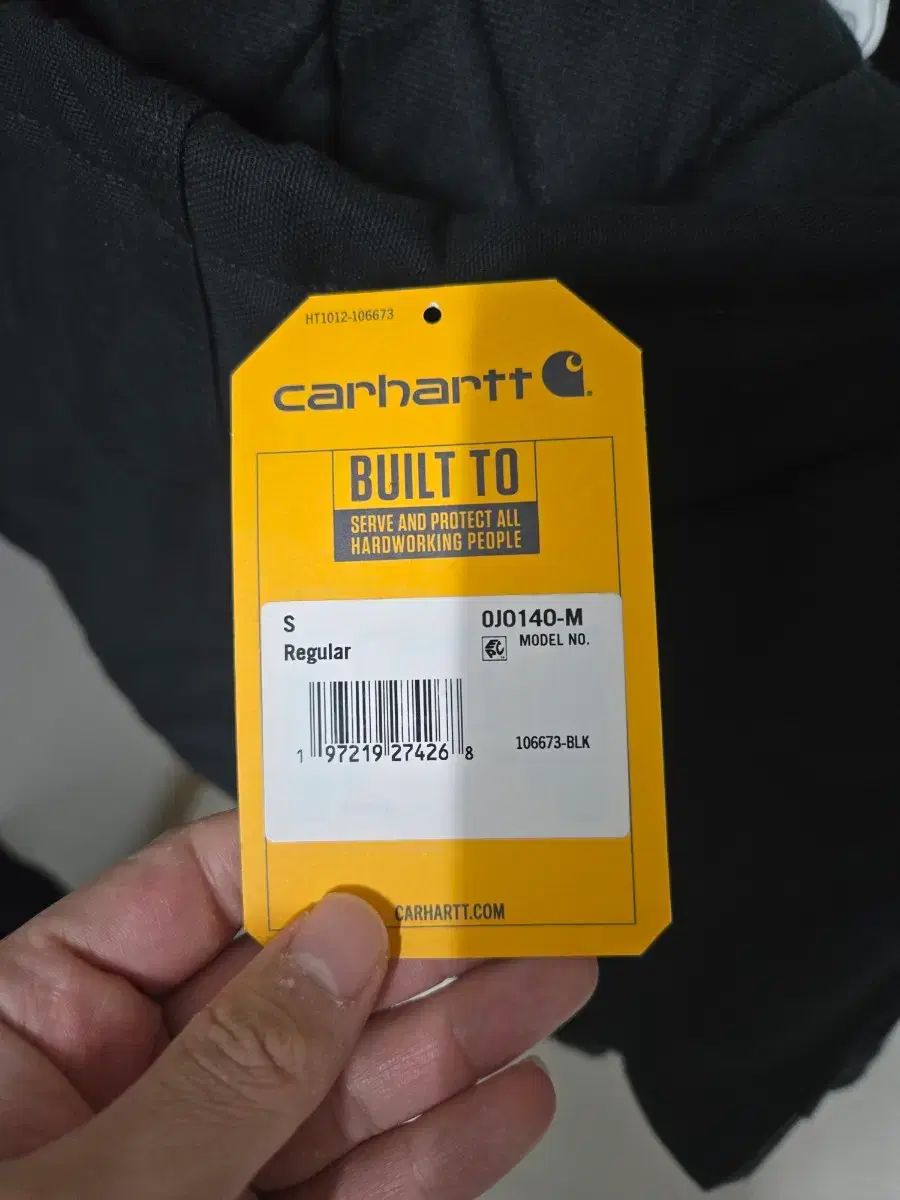 HT1012-106673
carhartt
BUILT TO
SERVE AND PROTECT ALL
HARDWORKING PEOPLE
S
0J0140-M
Regular
MODEL NO.
106673-BLK
1 97219 27426 8
CARHARTT.COM